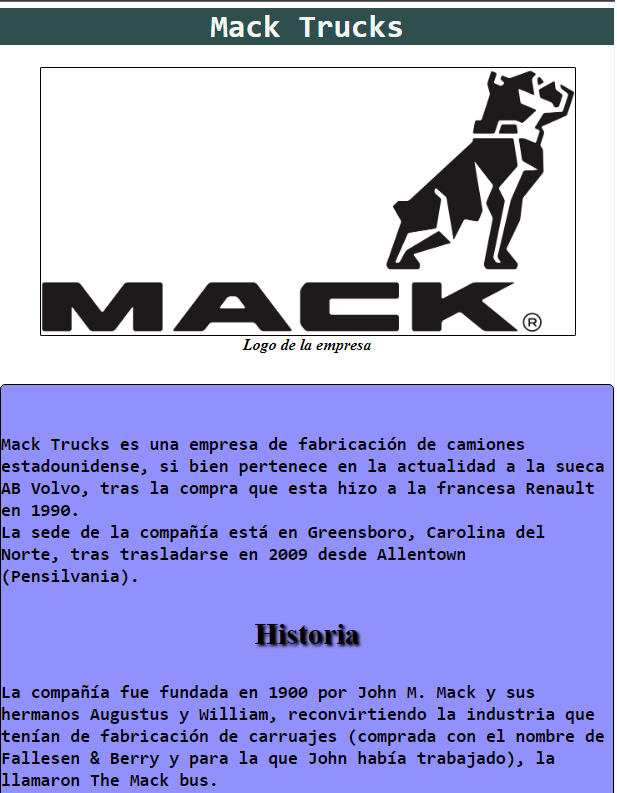 Mack Trucks
MACK®
Logo de la empresa
Mack Trucks es una empresa de fabricación de camiones
estadounidense, si bien pertenece en la actualidad a la sueca
AB Volvo, tras la compra que esta hizo a la francesa Renault
en 1990.
La sede de la compañía está en Greensboro, Carolina del
Norte, tras trasladarse en 2009 desde Allentown
(Pensilvania).
Historia
La compañía fue fundada en 1900 por John M. Mack y sus
hermanos Augustus y William, reconvirtiendo la industria que
tenían de fabricación de carruajes (comprada con el nombre de
Fallesen & Berry y para la que John había trabajado), la
llamaron The Mack bus.